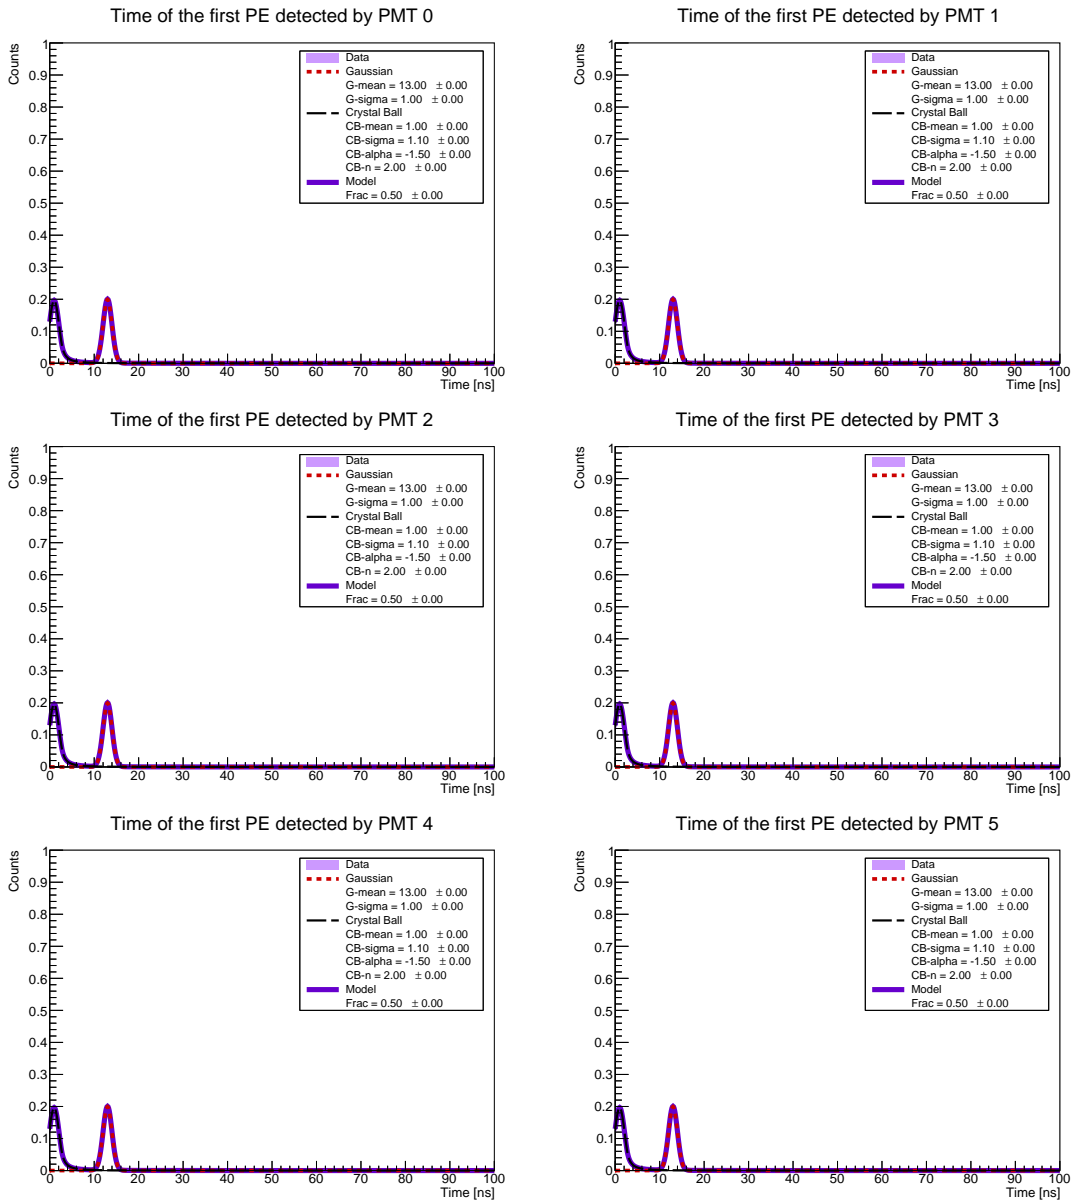 Time of the first PE detected by PMT 0
Counts
1
0.9
0.8
0.7
0.6
0.5
0.4
0.3
0.2
0.1
0
0 10 20 30 40 50 60 70 80 90 100
Time [ns]
Data
Gaussian
G-mean = 13.00 ± 0.00
G-sigma = 1.00 ± 0.00
Crystal Ball
CB-mean = 1.00 ± 0.00
CB-sigma = 1.10 ± 0.00
CB-alpha = -1.50 ± 0.00
CB-n = 2.00 ± 0.00
Model
Frac = 0.50 ± 0.00
Time of the first PE detected by PMT 1
Counts
1
0.9
0.8
0.7
0.6
0.5
0.4
0.3
0.2
0.1
0
0 10 20 30 40 50 60 70 80 90 100
Time [ns]
Data
Gaussian
G-mean = 13.00 ± 0.00
G-sigma = 1.00 ± 0.00
Crystal Ball
CB-mean = 1.00 ± 0.00
CB-sigma = 1.10 ± 0.00
CB-alpha = -1.50 ± 0.00
CB-n = 2.00 ± 0.00
Model
Frac = 0.50 ± 0.00
Time of the first PE detected by PMT 2
Counts
1
0.9
0.8
0.7
0.6
0.5
0.4
0.3
0.2
0.1
0
0 10 20 30 40 50 60 70 80 90 100
Time [ns]
Data
Gaussian
G-mean = 13.00 ± 0.00
G-sigma = 1.00 ± 0.00
Crystal Ball
CB-mean = 1.00 ± 0.00
CB-sigma = 1.10 ± 0.00
CB-alpha = -1.50 ± 0.00
CB-n = 2.00 ± 0.00
Model
Frac = 0.50 ± 0.00
Time of the first PE detected by PMT 3
Counts
1
0.9
0.8
0.7
0.6
0.5
0.4
0.3
0.2
0.1
0
0 10 20 30 40 50 60 70 80 90 100
Time [ns]
Data
Gaussian
G-mean = 13.00 ± 0.00
G-sigma = 1.00 ± 0.00
Crystal Ball
CB-mean = 1.00 ± 0.00
CB-sigma = 1.10 ± 0.00
CB-alpha = -1.50 ± 0.00
CB-n = 2.00 ± 0.00
Model
Frac = 0.50 ± 0.00
Time of the first PE detected by PMT 4
Counts
1
0.9
0.8
0.7
0.6
0.5
0.4
0.3
0.2
0.1
0
0 10 20 30 40 50 60 70 80 90 100
Time [ns]
Data
Gaussian
G-mean = 13.00 ± 0.00
G-sigma = 1.00 ± 0.00
Crystal Ball
CB-mean = 1.00 ± 0.00
CB-sigma = 1.10 ± 0.00
CB-alpha = -1.50 ± 0.00
CB-n = 2.00 ± 0.00
Model
Frac = 0.50 ± 0.00
Time of the first PE detected by PMT 5
Counts
1
0.9
0.8
0.7
0.6
0.5
0.4
0.3
0.2
0.1
0
0 10 20 30 40 50 60 70 80 90 100
Time [ns]
Data
Gaussian
G-mean = 13.00 ± 0.00
G-sigma = 1.00 ± 0.00
Crystal Ball
CB-mean = 1.00 ± 0.00
CB-sigma = 1.10 ± 0.00
CB-alpha = -1.50 ± 0.00
CB-n = 2.00 ± 0.00
Model
Frac = 0.50 ± 0.00